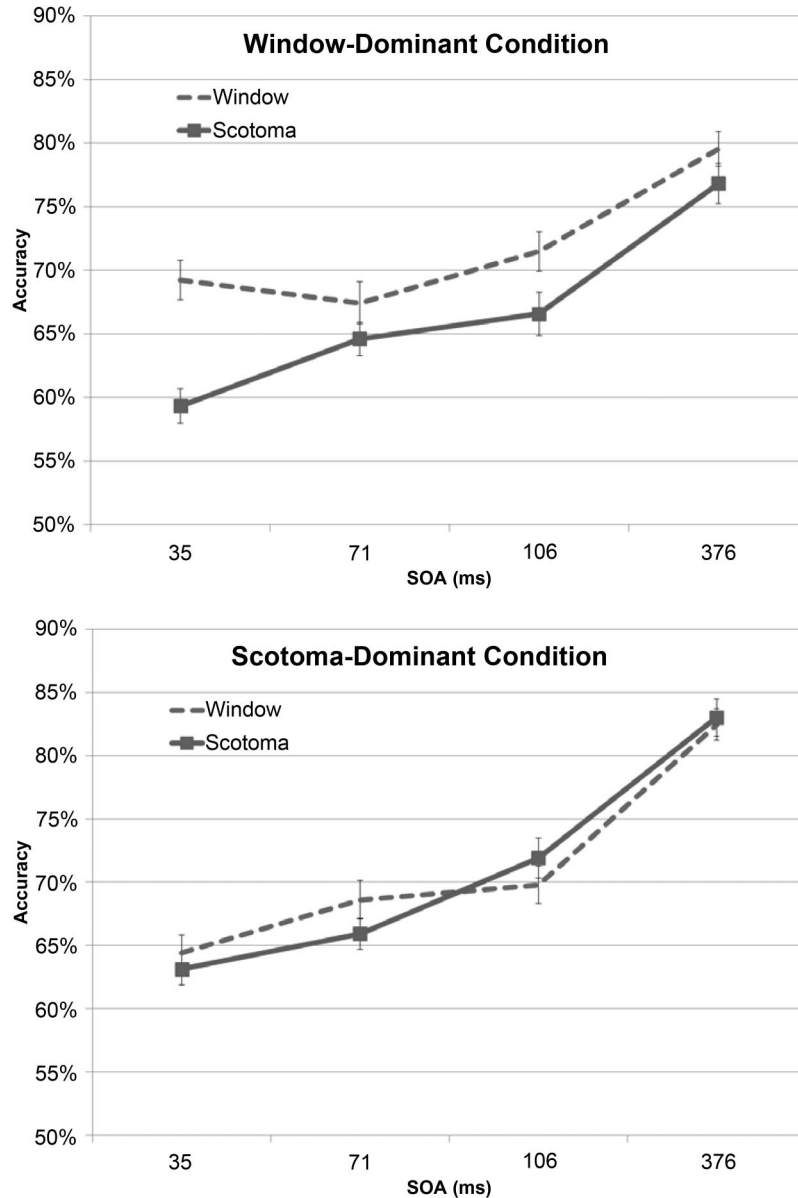 90%
Window-Dominant Condition
85%
Window
Scotoma
80%
75%
70%
65%
60%
55%
50%
Accuracy
35 71 106 376
SOA (ms)
90%
Scotoma-Dominant Condition
85%
Window
Scotoma
80%
75%
70%
65%
60%
55%
50%
Accuracy
35 71 106 376
SOA (ms)